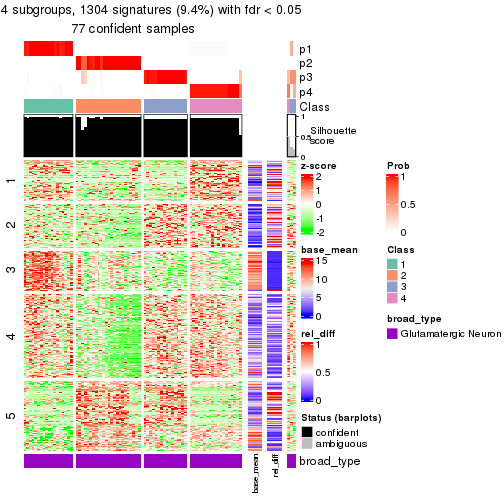 4 subgroups, 1304 signatures (9.4%) with fdr < 0.05
77 confident samples
p1
p2
p3
p4
Class
1
0.5
0
Silhouette
score
1
2
3
4
5
z-score
2
1
0
-1
-2
Prob
1
0.5
0
base_mean
15
10
5
0
Class
1
2
3
4
rel_diff
1
0.5
0
broad_type
Glutamatergic Neuron
Status (barplots)
confident
ambiguous
broad_type
base_mean
rel_diff